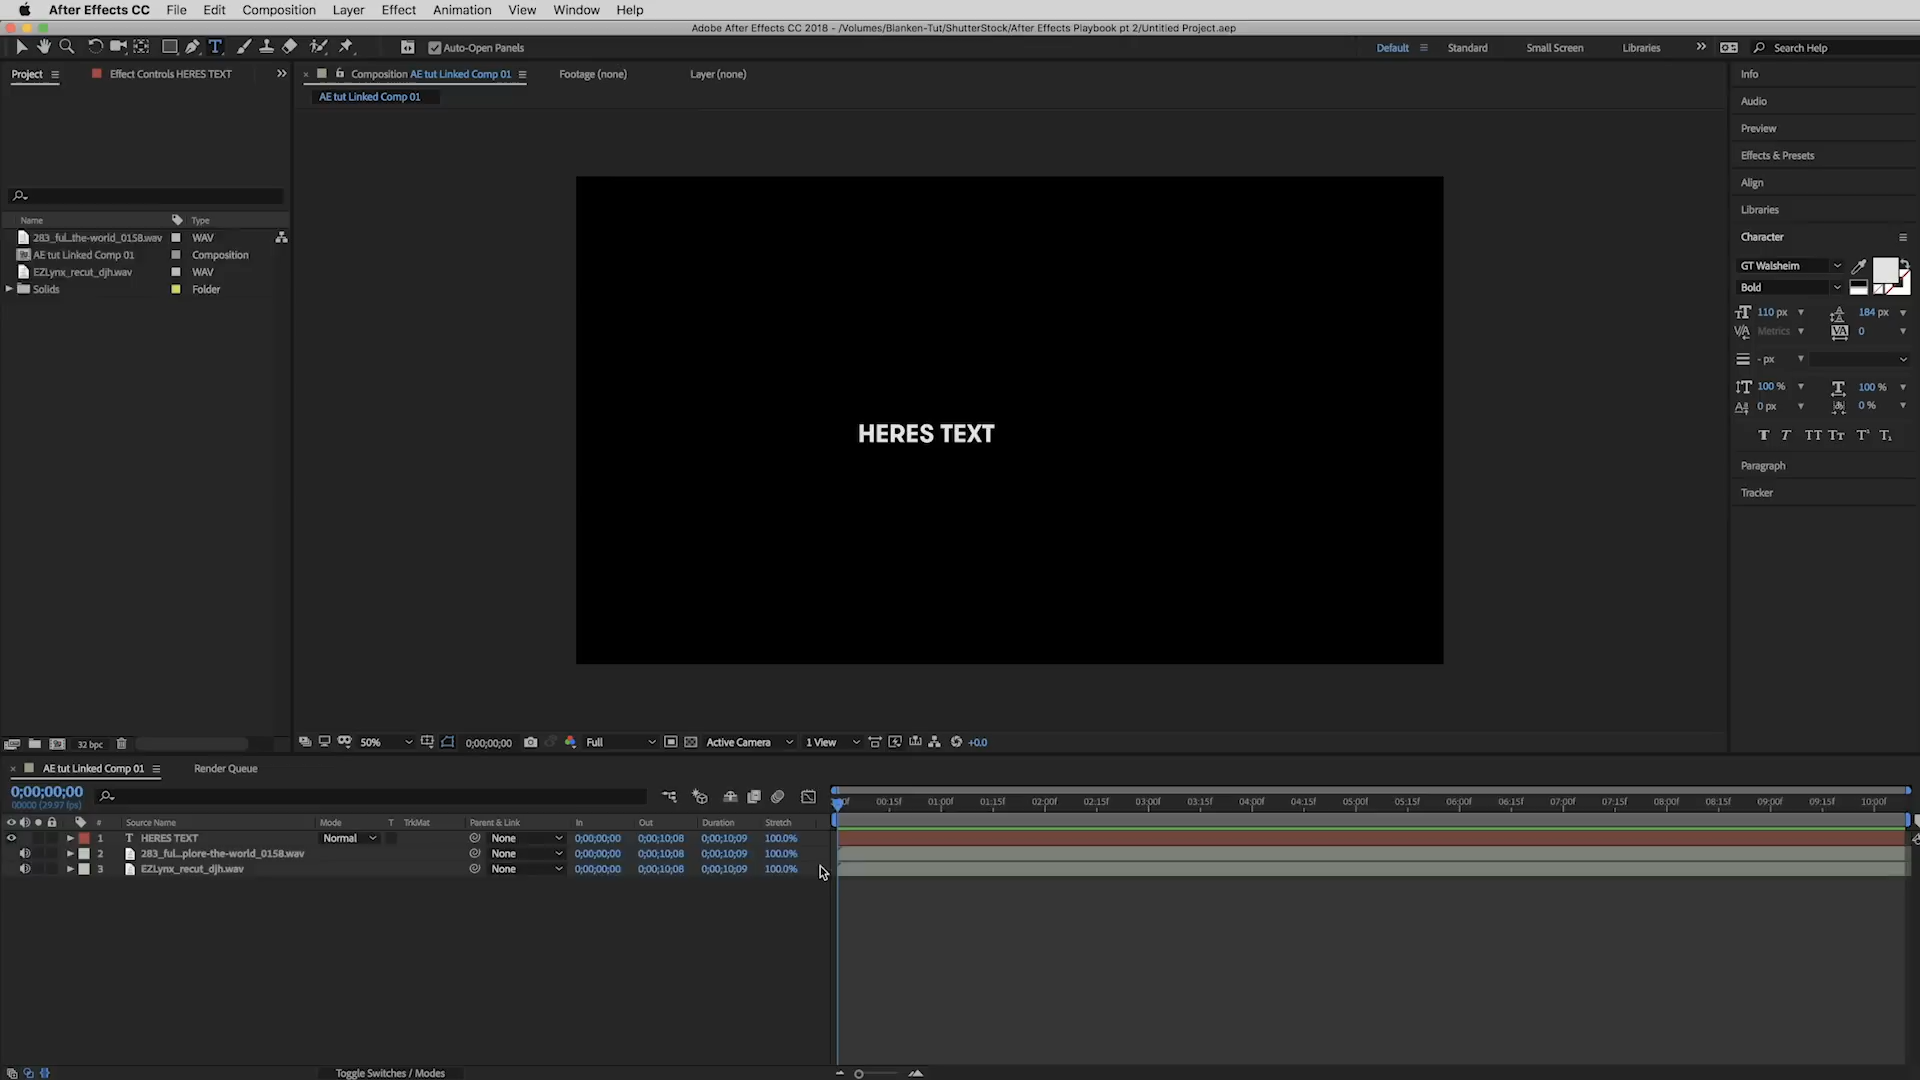 After Effects CC File Edit Composition Layer Effect Animation View Window Help
Adobe After Effects CC 2018 - /Volumes/Blanken-Tut/ShutterStock/After Effects Playbook pt 2/Untitled Project.aep
Auto-Open Panels Default Standard Small Screen Libraries Search Help
Project Effect Controls HERES TEXT Composition AE tut Linked Comp 01 Footage (none) Layer (none) Info
AE tut Linked Comp 01
Audio
Preview
Effects & Presets
Align
Libraries
Name Type
283_ful...the-world_0158.wav WAV
AE tut Linked Comp 01 Composition
EZLynx_recut_djh.wav WAV
Solids Folder
Character
GT Walsheim
Bold
110 px 184 px
Metrics 0
- px
100 % 100 %
0 px 0 %
T T TT Tr T¹ T₁
Paragraph
Tracker
HERES TEXT
32 bpc 50% 0;00;00;00 Full Active Camera 1 View +0.0
AE tut Linked Comp 01 Render Queue
0;00;00;00
00000 (29.97 fps)
00:15f 01:00f 01:15f 02:00f 02:15f 03:00f 03:15f 04:00f 04:15f 05:00f 05:15f 06:00f 06:15f 07:00f 07:15f 08:00f 08:15f 09:00f 09:15f 10:00f
# Source Name Mode T TrkMat Parent & Link In Out Duration Stretch
1 T HERES TEXT Normal None 0;00;00;00 0;00;10;08 0;00;10;09 100.0%
2 283_ful...plore-the-world_0158.wav None 0;00;00;00 0;00;10;08 0;00;10;09 100.0%
3 EZLynx_recut_djh.wav None 0;00;00;00 0;00;10;08 0;00;10;09 100.0%
Toggle Switches / Modes